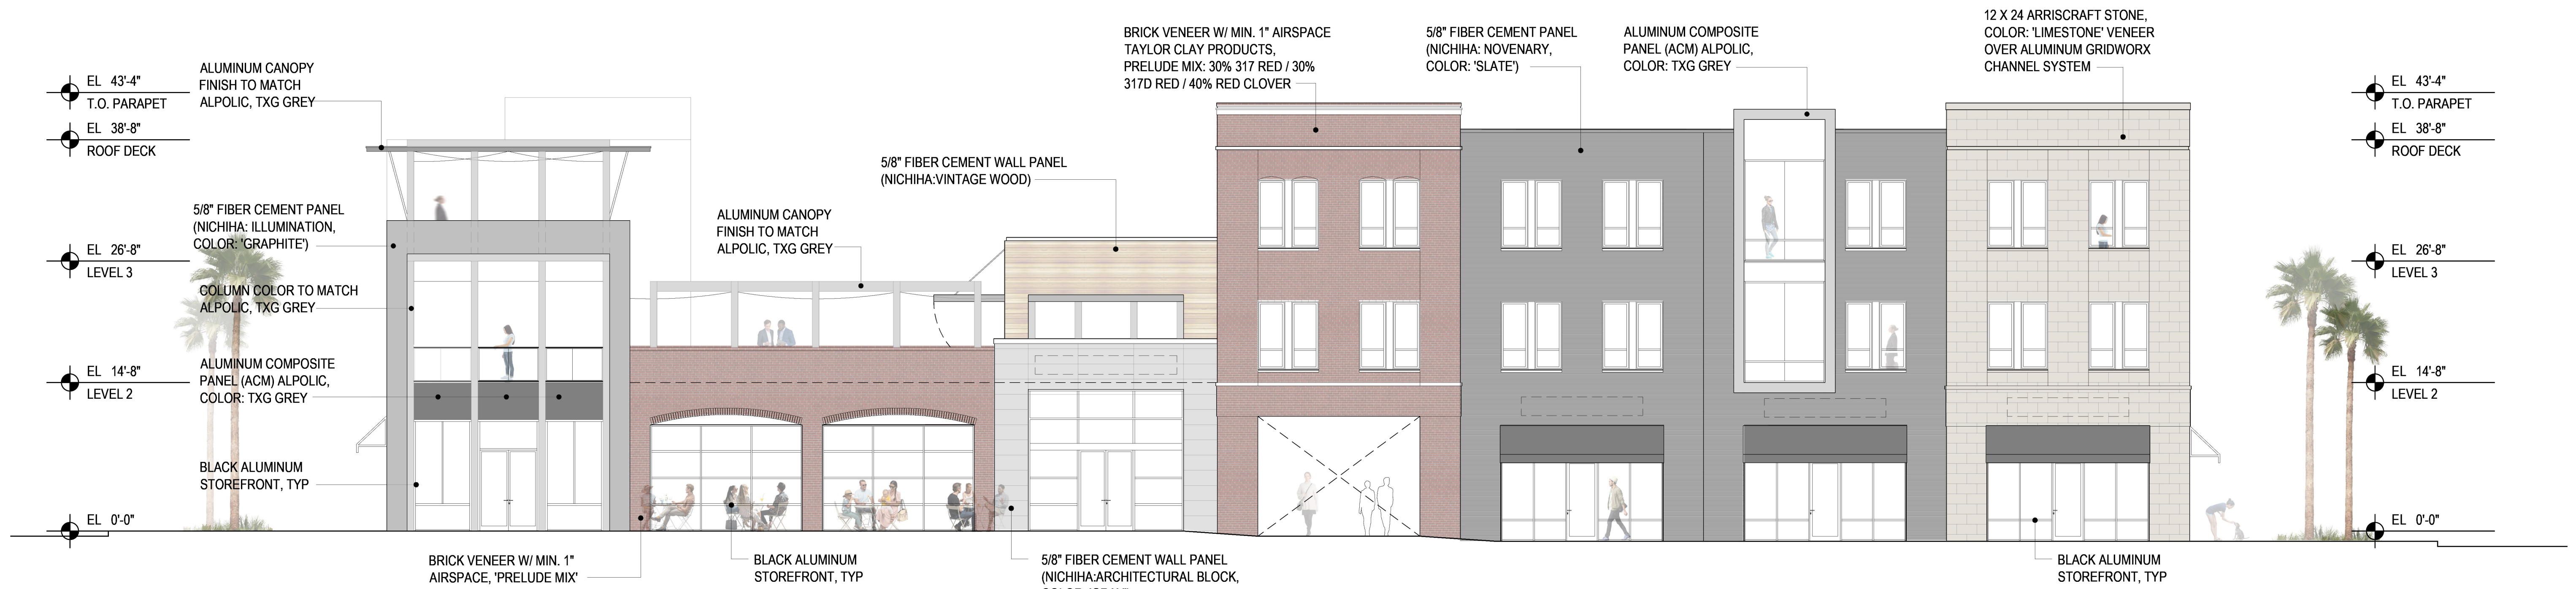 12 X 24 ARRISCRAFT STONE,
COLOR: 'LIMESTONE' VENEER
OVER ALUMINUM GRIDWORX
CHANNEL SYSTEM
BRICK VENEER W/ MIN. 1" AIRSPACE
TAYLOR CLAY PRODUCTS,
PRELUDE MIX: 30% 317 RED / 30%
317D RED / 40% RED CLOVER
5/8" FIBER CEMENT PANEL
(NICHIHA: NOVENARY,
COLOR: 'SLATE')
ALUMINUM COMPOSITE
PANEL (ACM) ALPOLIC,
COLOR: TXG GREY
EL 43'-4"
T.O. PARAPET
EL 38'-8"
ROOF DECK
EL 26'-8"
LEVEL 3
EL 14'-8"
LEVEL 2
EL 0'-0"
ALUMINUM CANOPY
FINISH TO MATCH
ALPOLIC, TXG GREY
5/8" FIBER CEMENT PANEL
(NICHIHA: ILLUMINATION,
COLOR: 'GRAPHITE')
COLUMN COLOR TO MATCH
ALPOLIC, TXG GREY
ALUMINUM COMPOSITE
PANEL (ACM) ALPOLIC,
COLOR: TXG GREY
BLACK ALUMINUM
STOREFRONT, TYP
ALUMINUM CANOPY
FINISH TO MATCH
ALPOLIC, TXG GREY
5/8" FIBER CEMENT WALL PANEL
(NICHIHA:VINTAGE WOOD)
EL 43'-4"
T.O. PARAPET
EL 38'-8"
ROOF DECK
EL 26'-8"
LEVEL 3
EL 14'-8"
LEVEL 2
EL 0'-0"
BRICK VENEER W/ MIN. 1"
AIRSPACE, 'PRELUDE MIX'
BLACK ALUMINUM
STOREFRONT, TYP
5/8" FIBER CEMENT WALL PANEL
(NICHIHA:ARCHITECTURAL BLOCK,
BLACK ALUMINUM
STOREFRONT, TYP